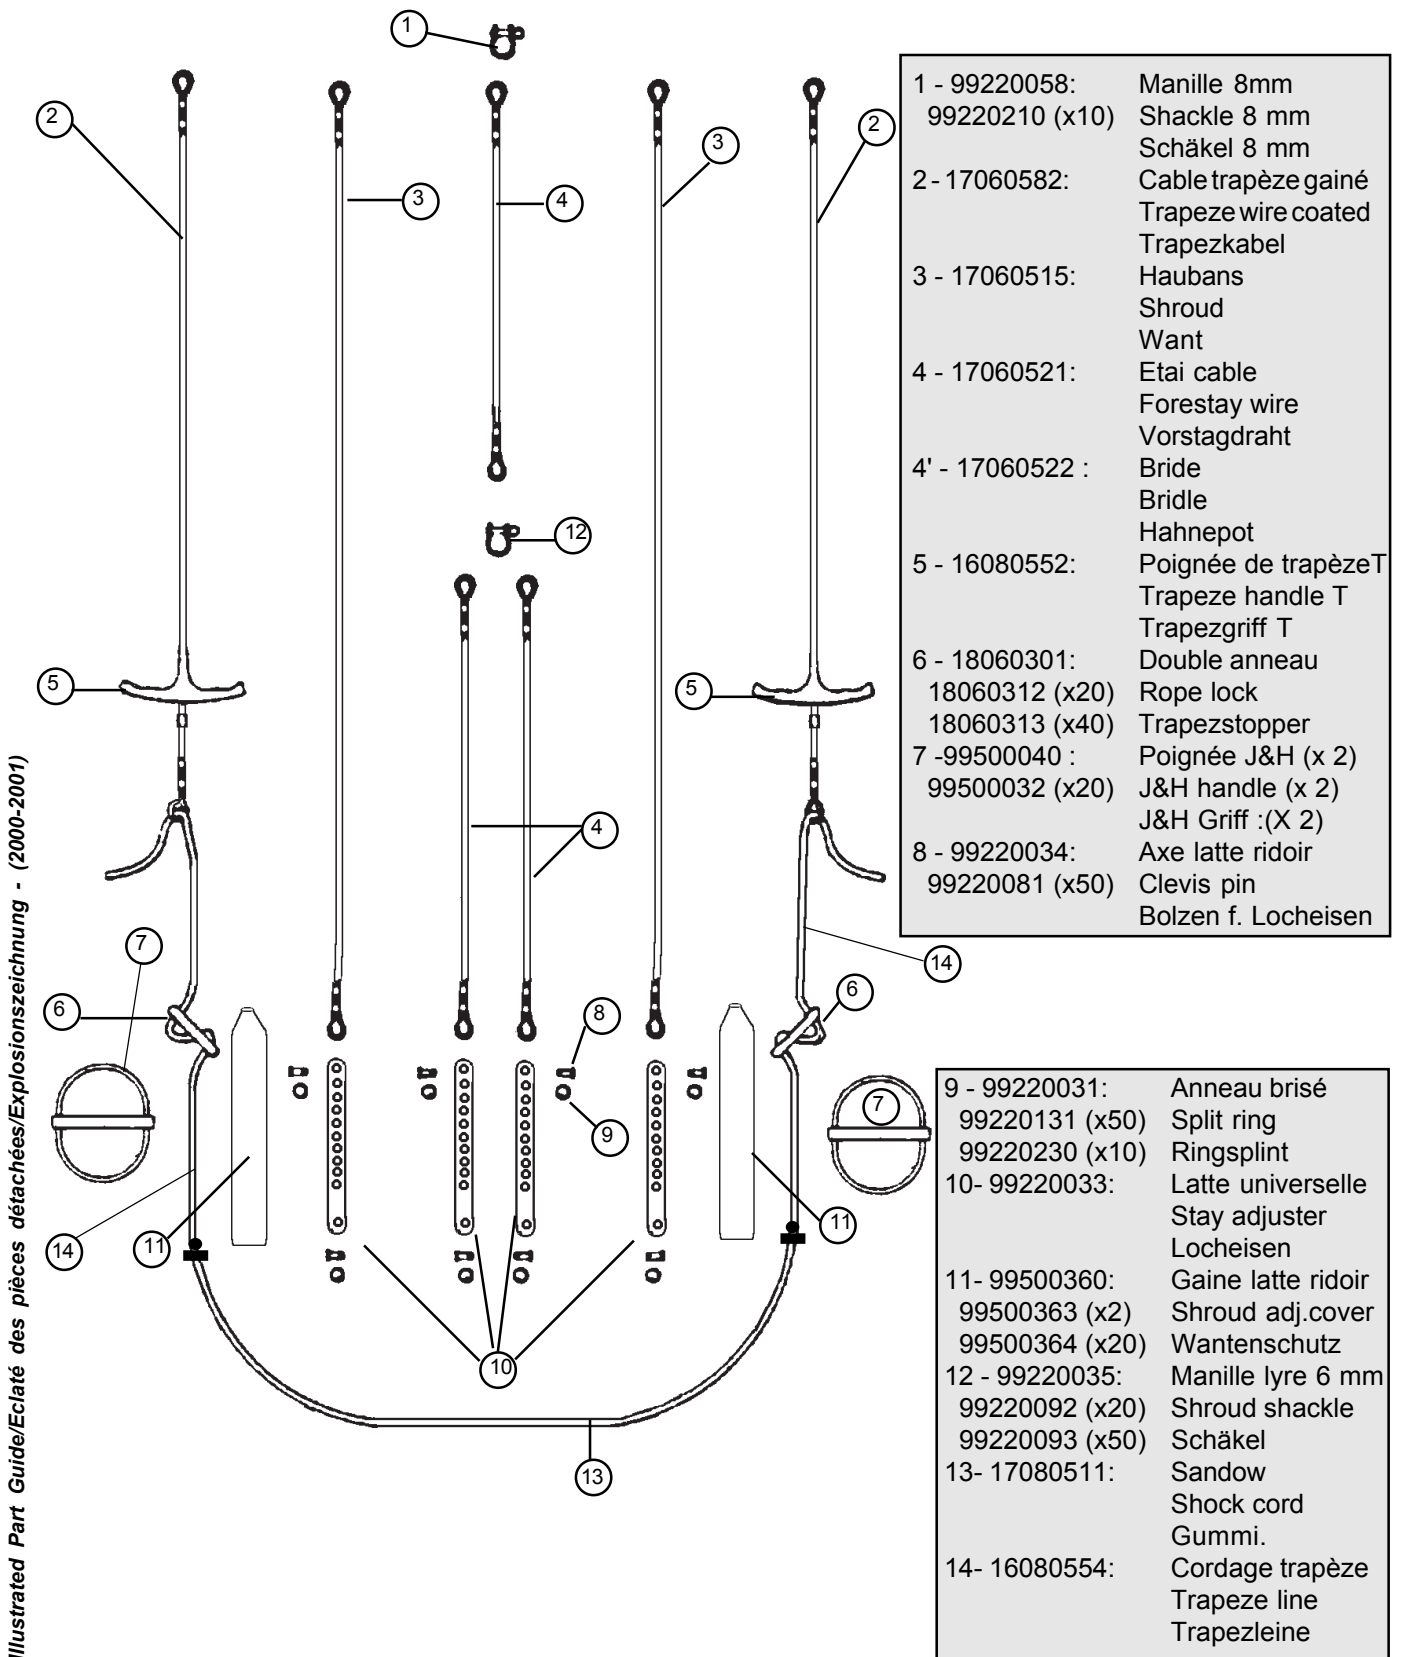 1
2
3
3
4
2
12
5
5
4
7
14
6
6
8
7
9
11
11
14
10
13
1 - 99220058: Manille 8mm
99220210 (x10) Shackle 8 mm
Schäkel 8 mm
2 - 17060582: Cable trapèze gainé
Trapeze wire coated
Trapezkabel
3 - 17060515: Haubans
Shroud
Want
4 - 17060521: Etai cable
Forestay wire
Vorstagdraht
4' - 17060522 : Bride
Bridle
Hahnepot
5 - 16080552: Poignée de trapèzeT
Trapeze handle T
Trapezgriff T
6 - 18060301: Double anneau
18060312 (x20) Rope lock
18060313 (x40) Trapezstopper
7 -99500040 : Poignée J&H (x 2)
99500032 (x20) J&H handle (x 2)
J&H Griff :(X 2)
8 - 99220034: Axe latte ridoir
99220081 (x50) Clevis pin
Bolzen f. Locheisen
9 - 99220031: Anneau brisé
99220131 (x50) Split ring
99220230 (x10) Ringsplint
10- 99220033: Latte universelle
Stay adjuster
Locheisen
11- 99500360: Gaine latte ridoir
99500363 (x2) Shroud adj.cover
99500364 (x20) Wantenschutz
12 - 99220035: Manille lyre 6 mm
99220092 (x20) Shroud shackle
99220093 (x50) Schäkel
13- 17080511: Sandow
Shock cord
Gummi.
14- 16080554: Cordage trapèze
Trapeze line
Trapezleine
Illustrated Part Guide/Eclaté des pièces détachées/Explosionszeichnung - (2000-2001)